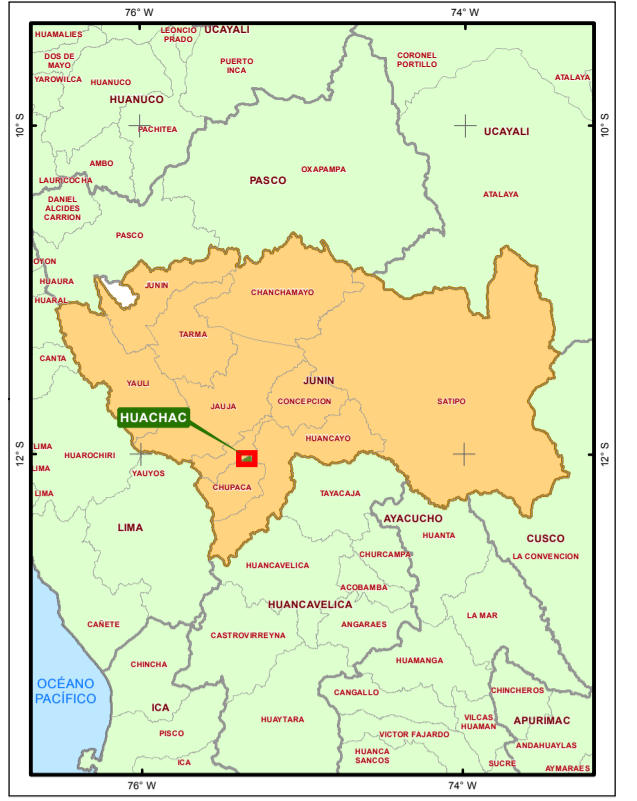 76° W
74° W
HUAMALIES
LEONCIO
PRADO
UCAYALI
DOS DE
MAYO
PUERTO
INCA
CORONEL
PORTILLO
YAROWILCA
HUANUCO
ATALAYA
HUANUCO
10° S
10° S
PACHITEA
UCAYALI
AMBO
OXAPAMPA
LAURICOCHA
PASCO
ATALAYA
DANIEL
ALCIDES
CARRION
PASCO
OYON
HUAURA
JUNIN
CHANCHAMAYO
HUARAL
TARMA
CANTA
YAULI
JUNIN
JAUJA
CONCEPCION
SATIPO
HUACHAC
HUANCAYO
LIMA
HUAROCHIRI
12° S
12° S
LIMA
YAUYOS
LIMA
CHUPACA
TAYACAJA
AYACUCHO
LIMA
HUANTA
CUSCO
CHURCAMPA
LA CONVENCION
HUANCAVELICA
ACOBAMBA
HUANCAVELICA
LA MAR
CAÑETE
ANGARAES
CASTROVIRREYNA
CHINCHA
HUAMANGA
OCÉANO
PACÍFICO
CANGALLO
CHINCHEROS
ICA
HUAYTARA
VILCAS
HUAMAN
APURIMAC
PISCO
VICTOR FAJARDO
ANDAHUAYLAS
HUANCA
SANCOS
ICA
SUCRE
AYMARAES
76° W
74° W